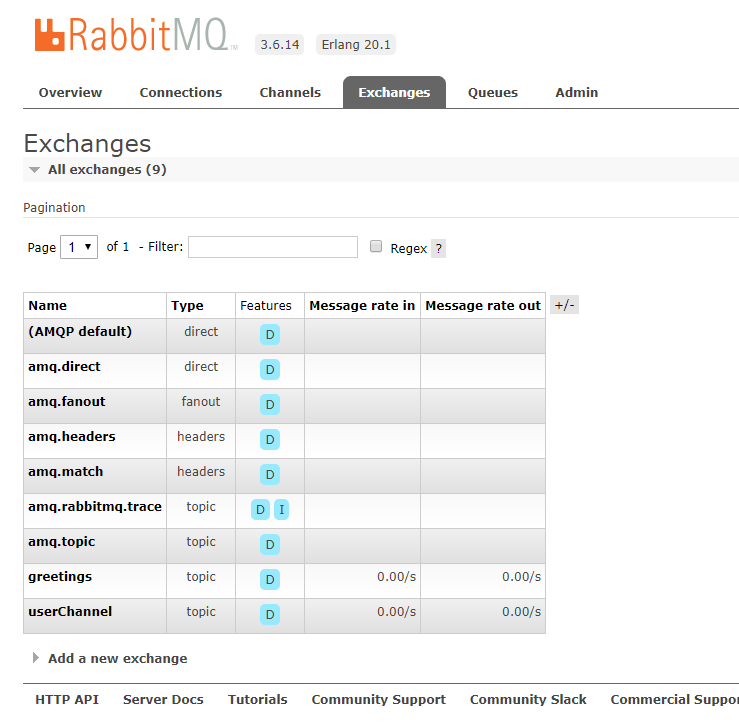 RabbitMQ TM 3.6.14 Erlang 20.1
Overview Connections Channels Exchanges Queues Admin
Exchanges
All exchanges (9)
Pagination
Page 1 of 1 - Filter: Regex ?
Name Type Features Message rate in Message rate out +/-
(AMQP default) direct D
amq.direct direct D
amq.fanout fanout D
amq.headers headers D
amq.match headers D
amq.rabbitmq.trace topic D I
amq.topic topic D
greetings topic D 0.00/s 0.00/s
userChannel topic D 0.00/s 0.00/s
Add a new exchange
HTTP API Server Docs Tutorials Community Support Community Slack Commercial Suppor